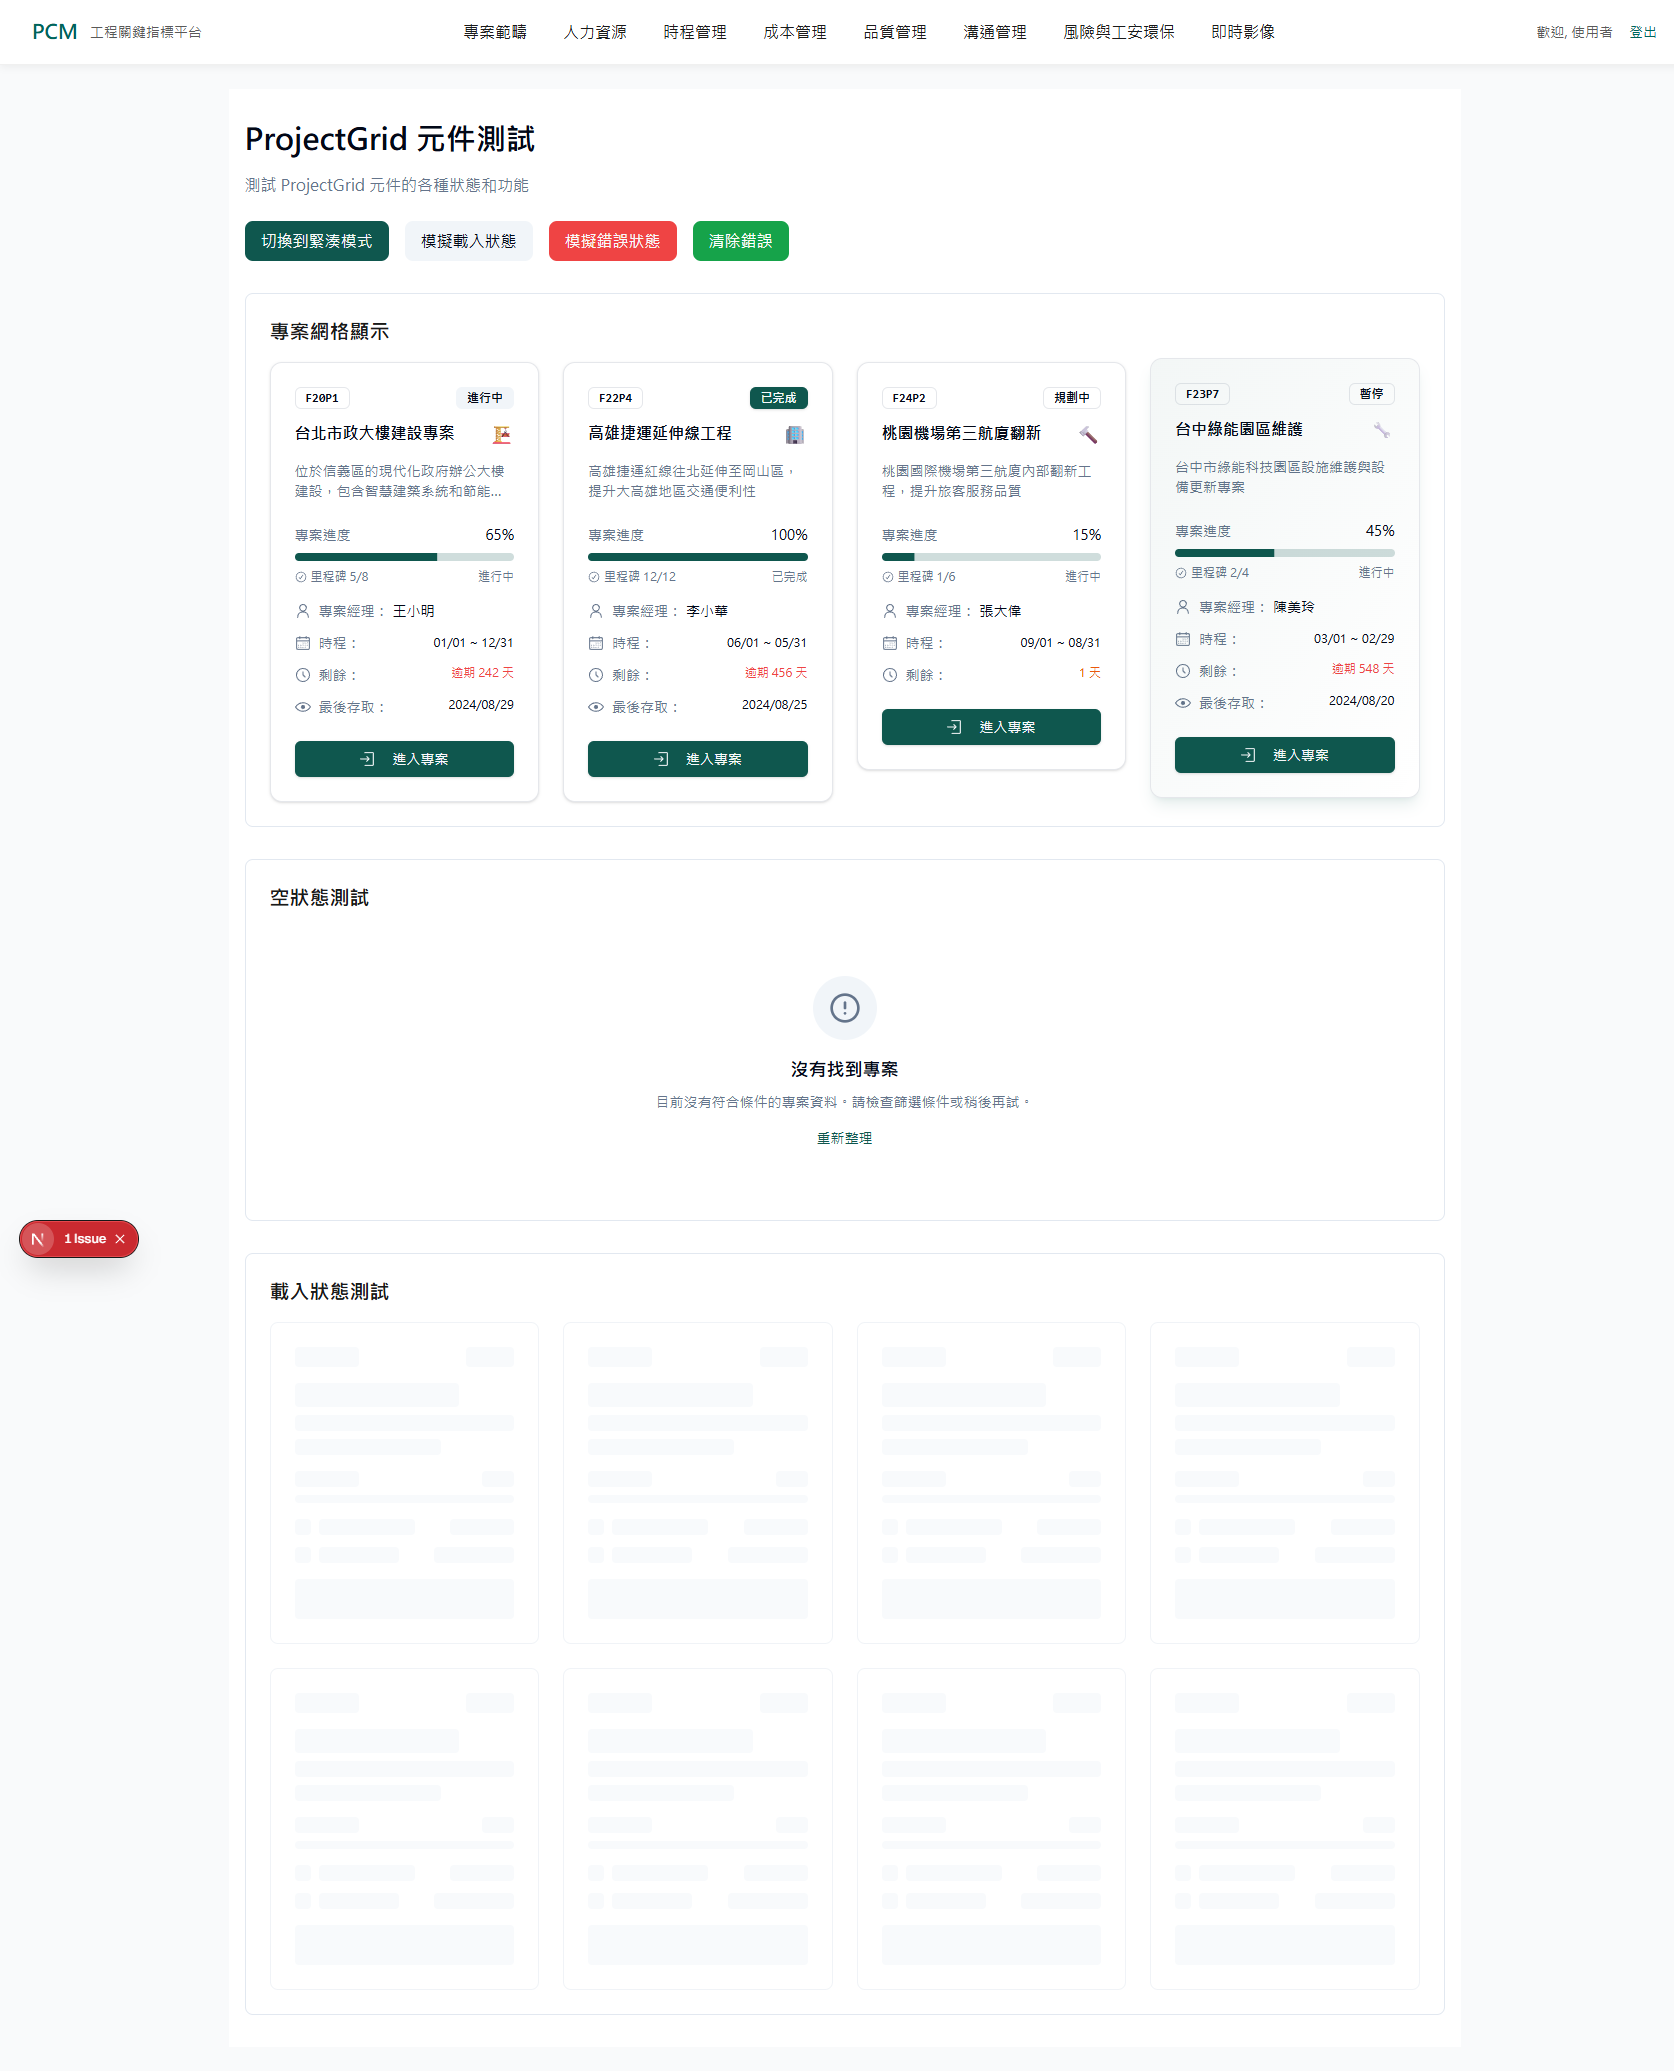 PCM 工程關鍵指標平台
專案範疇 人力資源 時程管理 成本管理 品質管理 溝通管理 風險與工安環保 即時影像
歡迎, 使用者 登出
ProjectGrid 元件測試
測試 ProjectGrid 元件的各種狀態和功能
切換到緊湊模式 模擬載入狀態 模擬錯誤狀態 清除錯誤
專案網格顯示
F20P1 進行中
台北市政大樓建設專案
位於信義區的現代化政府辦公大樓
建設，包含智慧建築系統和節能...
專案進度 65%
里程碑 5/8 進行中
專案經理： 王小明
時程： 01/01 ~ 12/31
剩餘： 逾期 242 天
最後存取： 2024/08/29
進入專案
F22P4 已完成
高雄捷運延伸線工程
高雄捷運紅線往北延伸至岡山區，
提升大高雄地區交通便利性
專案進度 100%
里程碑 12/12 已完成
專案經理： 李小華
時程： 06/01 ~ 05/31
剩餘： 逾期 456 天
最後存取： 2024/08/25
進入專案
F24P2 規劃中
桃園機場第三航廈翻新
桃園國際機場第三航廈內部翻新工
程，提升旅客服務品質
專案進度 15%
里程碑 1/6 進行中
專案經理： 張大偉
時程： 09/01 ~ 08/31
剩餘： 1 天
進入專案
F23P7 暫停
台中綠能園區維護
台中市綠能科技園區設施維護與設
備更新專案
專案進度 45%
里程碑 2/4 進行中
專案經理： 陳美玲
時程： 03/01 ~ 02/29
剩餘： 逾期 548 天
最後存取： 2024/08/20
進入專案
空狀態測試
沒有找到專案
目前沒有符合條件的專案資料。請檢查篩選條件或稍後再試。
重新整理
N 1 Issue
載入狀態測試